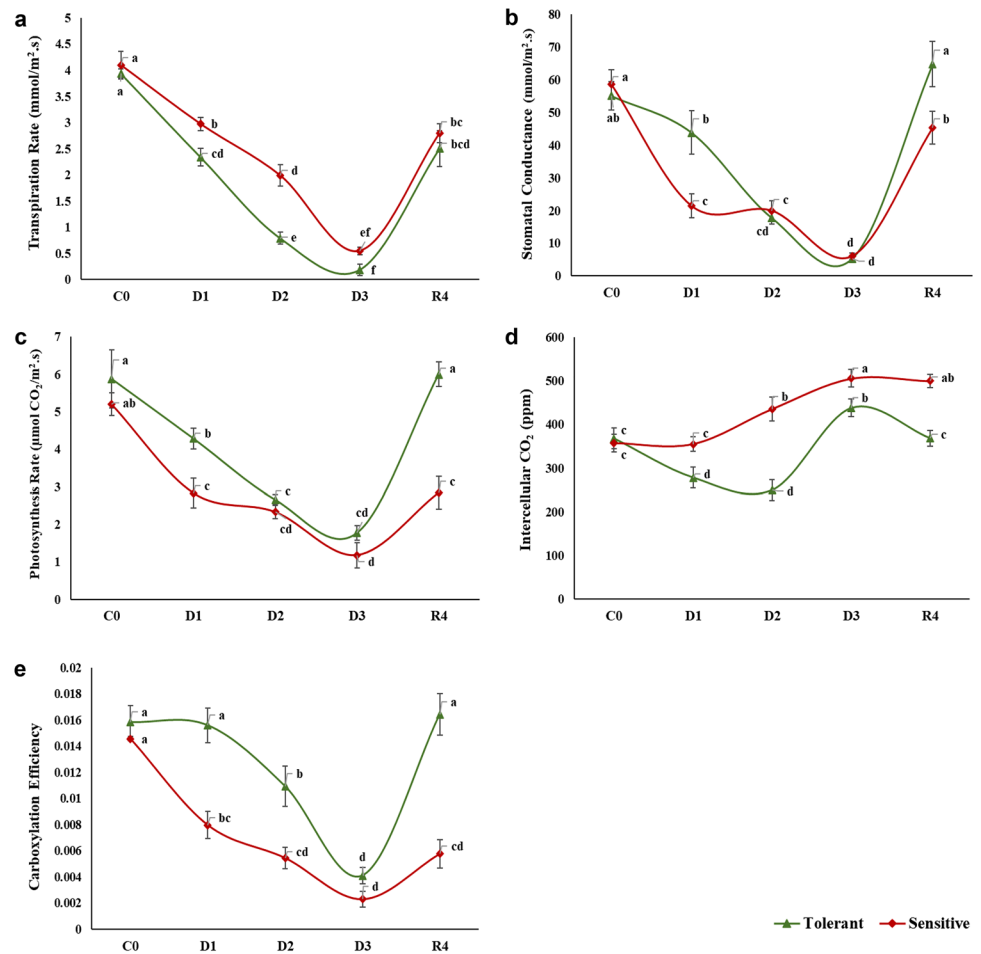 a
Transpiration Rate (mmol/m².s)
5
4.5
4
3.5
3
2.5
2
1.5
1
0.5
0
a
a
b
cd
d
e
ef
f
bc
bcd
C0 D1 D2 D3 R4
b
Stomatal Conductance (mmol/m².s)
80
70
60
50
40
30
20
10
0
a
ab
b
c
c
cd
d
d
a
b
C0 D1 D2 D3 R4
c
Photosynthesis Rate (µmol CO₂/m².s)
7
6
5
4
3
2
1
0
a
ab
b
c
c
cd
cd
d
a
c
C0 D1 D2 D3 R4
d
Intercellular CO₂ (ppm)
600
500
400
300
200
100
0
c
c
c
d
b
d
a
b
ab
c
C0 D1 D2 D3 R4
e
Carboxylation Efficiency
0.02
0.018
0.016
0.014
0.012
0.01
0.008
0.006
0.004
0.002
0
a
a
a
bc
b
cd
d
d
a
cd
C0 D1 D2 D3 R4
Tolerant Sensitive